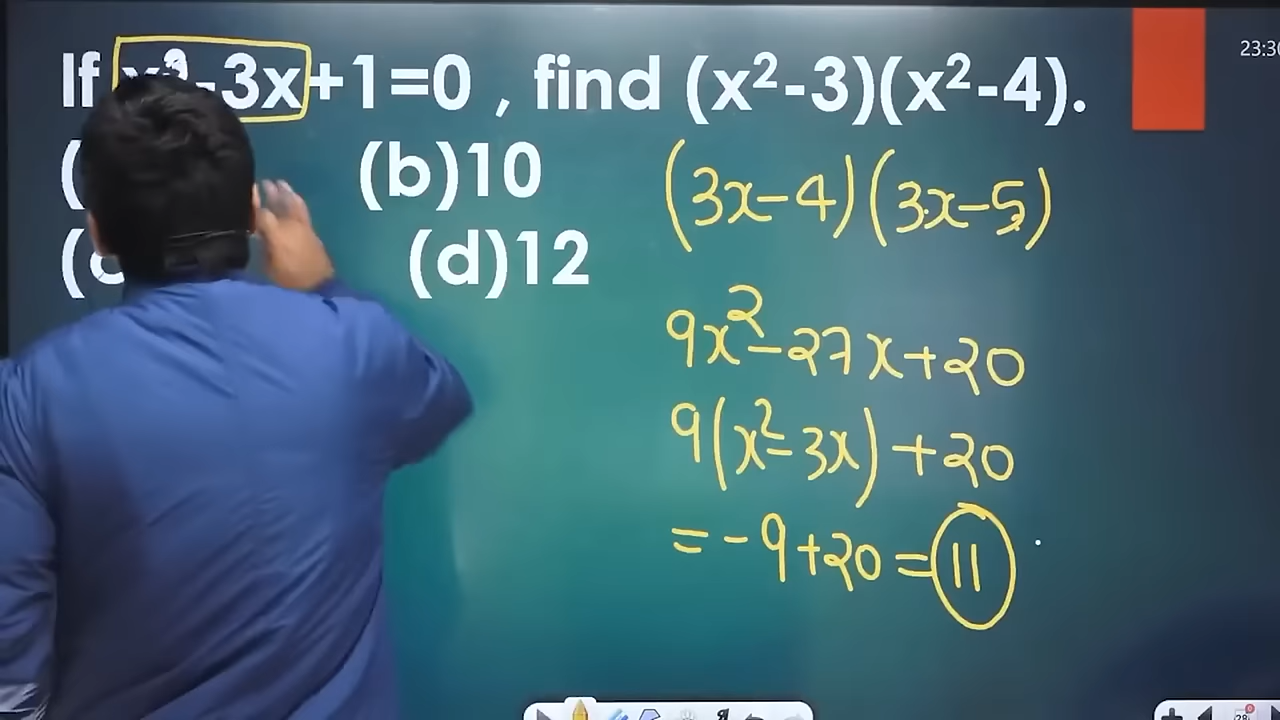 If x²-3x+1=0 , find (x²-3)(x²-4).
(b)10
(d)12
(3x-4)(3x-5)
9x²-27x+20
9(x²-3x)+20
=-9+20=11
23:30